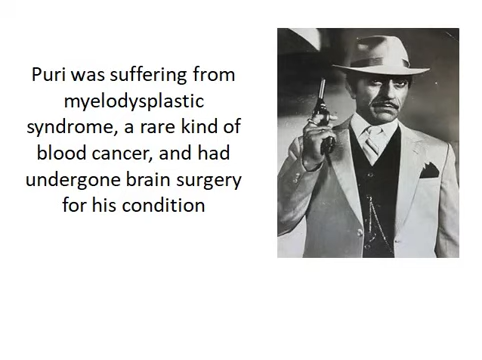 Puri was suffering from
myelodysplastic
syndrome, a rare kind of
blood cancer, and had
undergone brain surgery
for his condition